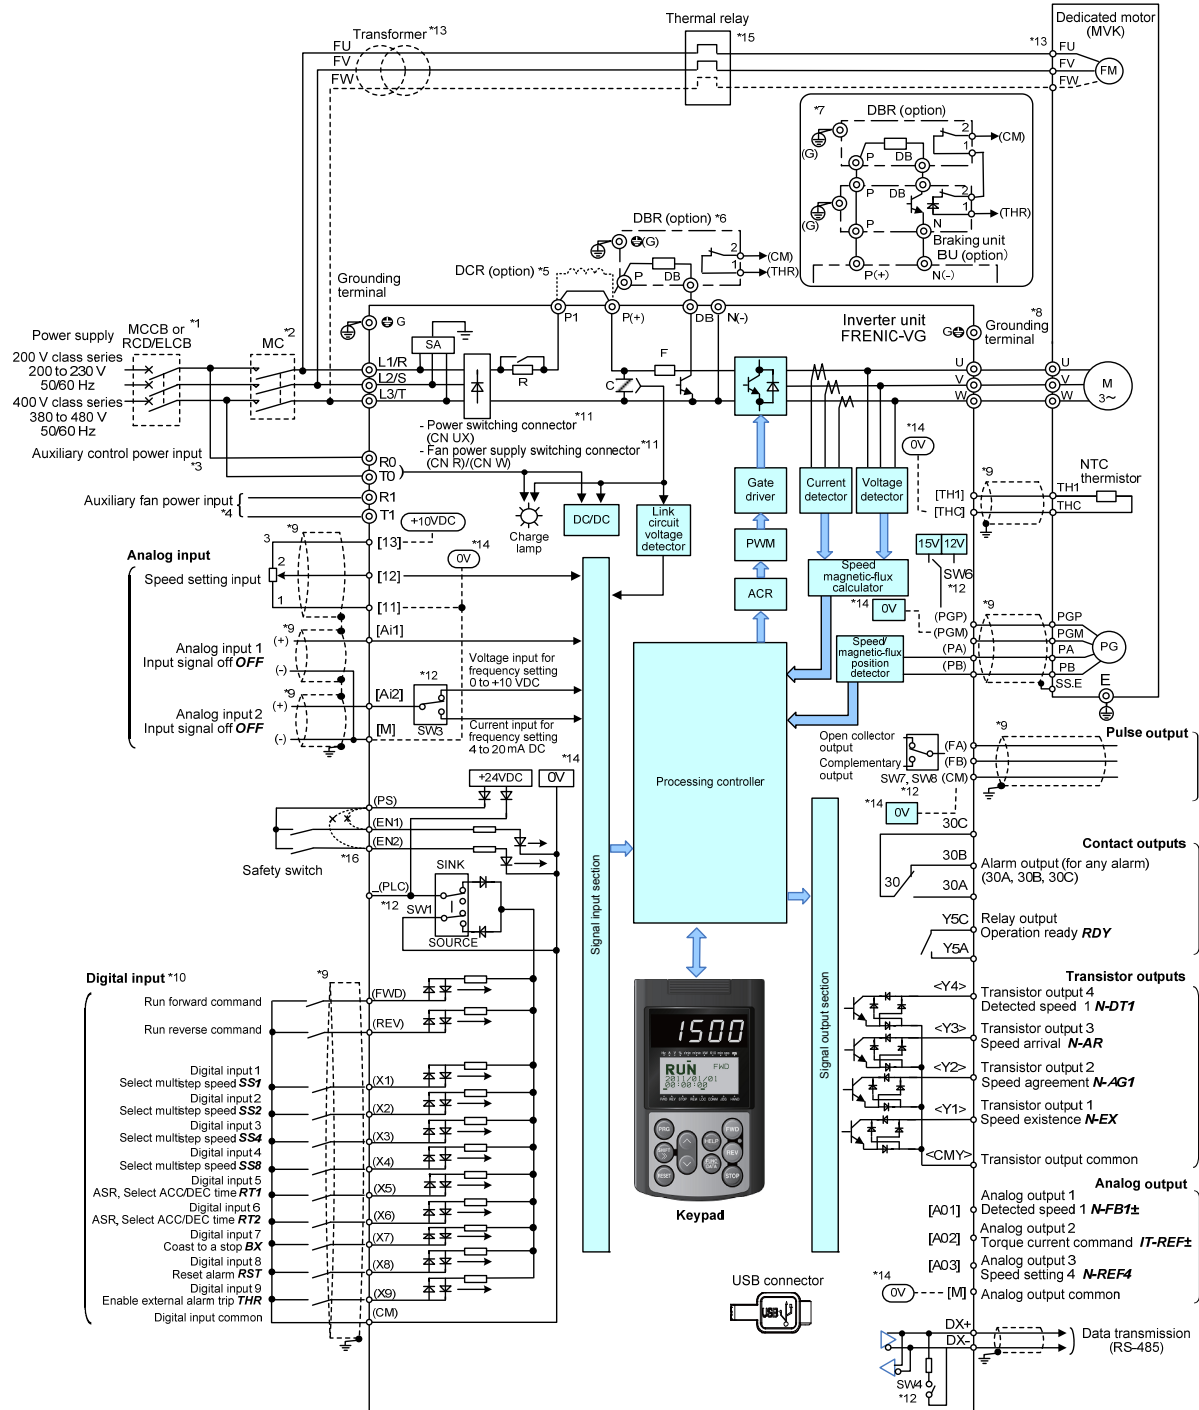 Thermal relay
*15
Transformer *13
FU
FV
FW
*13
Dedicated motor
(MVK)
FU
FV
FW
FM
*7
DBR (option)
(G)
P
DB
2
1
(CM)
P
DB
2
1
(THR)
(G)
N
Braking unit
BU (option)
P(+)
N(-)
DBR (option) *6
(G)
P
DB
2
1
(CM)
(THR)
DCR (option) *5
P1
P(+)
DB
N(-)
Grounding
terminal
G
Inverter unit
FRENIC-VG
G
*8
Grounding
terminal
Power supply
200 V class series
200 to 230 V
50/60 Hz
400 V class series
380 to 480 V
50/60 Hz
MCCB or *1
RCD/ELCB
MC *2
L1/R
L2/S
L3/T
SA
R
C
F
U
V
W
U
V
W
M
3~
- Power switching connector *11
(CN UX)
- Fan power supply switching connector *11
(CN R)/(CN W)
Auxiliary control power input
*3
R0
T0
Auxiliary fan power input
*4
R1
T1
Charge
lamp
DC/DC
Link
circuit
voltage
detector
Gate
driver
PWM
ACR
Current
detector
Voltage
detector
Speed
magnetic-flux
calculator
Speed/
magnetic-flux
position
detector
*14
0V
[TH1]
[THC]
*9
TH1
THC
NTC
thermistor
15V
12V
SW6
*12
*14
0V
(PGP)
(PGM)
(PA)
(PB)
*9
PGP
PGM
PA
PB
SS.E
PG
E
Analog input
*9
3
2
1
Speed setting input
[13]
+10VDC
*14
0V
[12]
[11]
*9
(+)
(-)
Analog input 1
Input signal off OFF
[Ai1]
*9
(+)
(-)
Analog input 2
Input signal off OFF
[Ai2]
[M]
*12
SW3
Voltage input for
frequency setting
0 to +10 VDC
Current input for
frequency setting
4 to 20 mA DC
+24VDC
*14
0V
(PS)
(EN1)
(EN2)
*16
Safety switch
(PLC)
*12
SINK
SW1
SOURCE
Signal input section
Processing controller
Signal output section
Open collector
output
Complementary
output
SW7, SW8
*12
(FA)
(FB)
(CM)
*9
Pulse output
*14
0V
Contact outputs
30C
30B
30
30A
Alarm output (for any alarm)
(30A, 30B, 30C)
Y5C
Y5A
Relay output
Operation ready RDY
Transistor outputs
<Y4>
Transistor output 4
Detected speed 1 N-DT1
<Y3>
Transistor output 3
Speed arrival N-AR
<Y2>
Transistor output 2
Speed agreement N-AG1
<Y1>
Transistor output 1
Speed existence N-EX
<CMY>
Transistor output common
Analog output
[A01]
Analog output 1
Detected speed 1 N-FB1±
[A02]
Analog output 2
Torque current command IT-REF±
[A03]
Analog output 3
Speed setting 4 N-REF4
*14
0V
[M]
Analog output common
DX+
DX-
Data transmission
(RS-485)
SW4
*12
Digital input *10
*9
Run forward command
(FWD)
Run reverse command
(REV)
Digital input 1
Select multistep speed SS1
(X1)
Digital input 2
Select multistep speed SS2
(X2)
Digital input 3
Select multistep speed SS4
(X3)
Digital input 4
Select multistep speed SS8
(X4)
Digital input 5
ASR, Select ACC/DEC time RT1
(X5)
Digital input 6
ASR, Select ACC/DEC time RT2
(X6)
Digital input 7
Coast to a stop BX
(X7)
Digital input 8
Reset alarm RST
(X8)
Digital input 9
Enable external alarm trip THR
(X9)
Digital input common
(CM)
1500
RUN
FWD
2011/01/01
00:00:00
PRG
FWD
SHIFT
HELP
REV
RESET
FUNC
DATA
STOP
Keypad
USB connector
USB